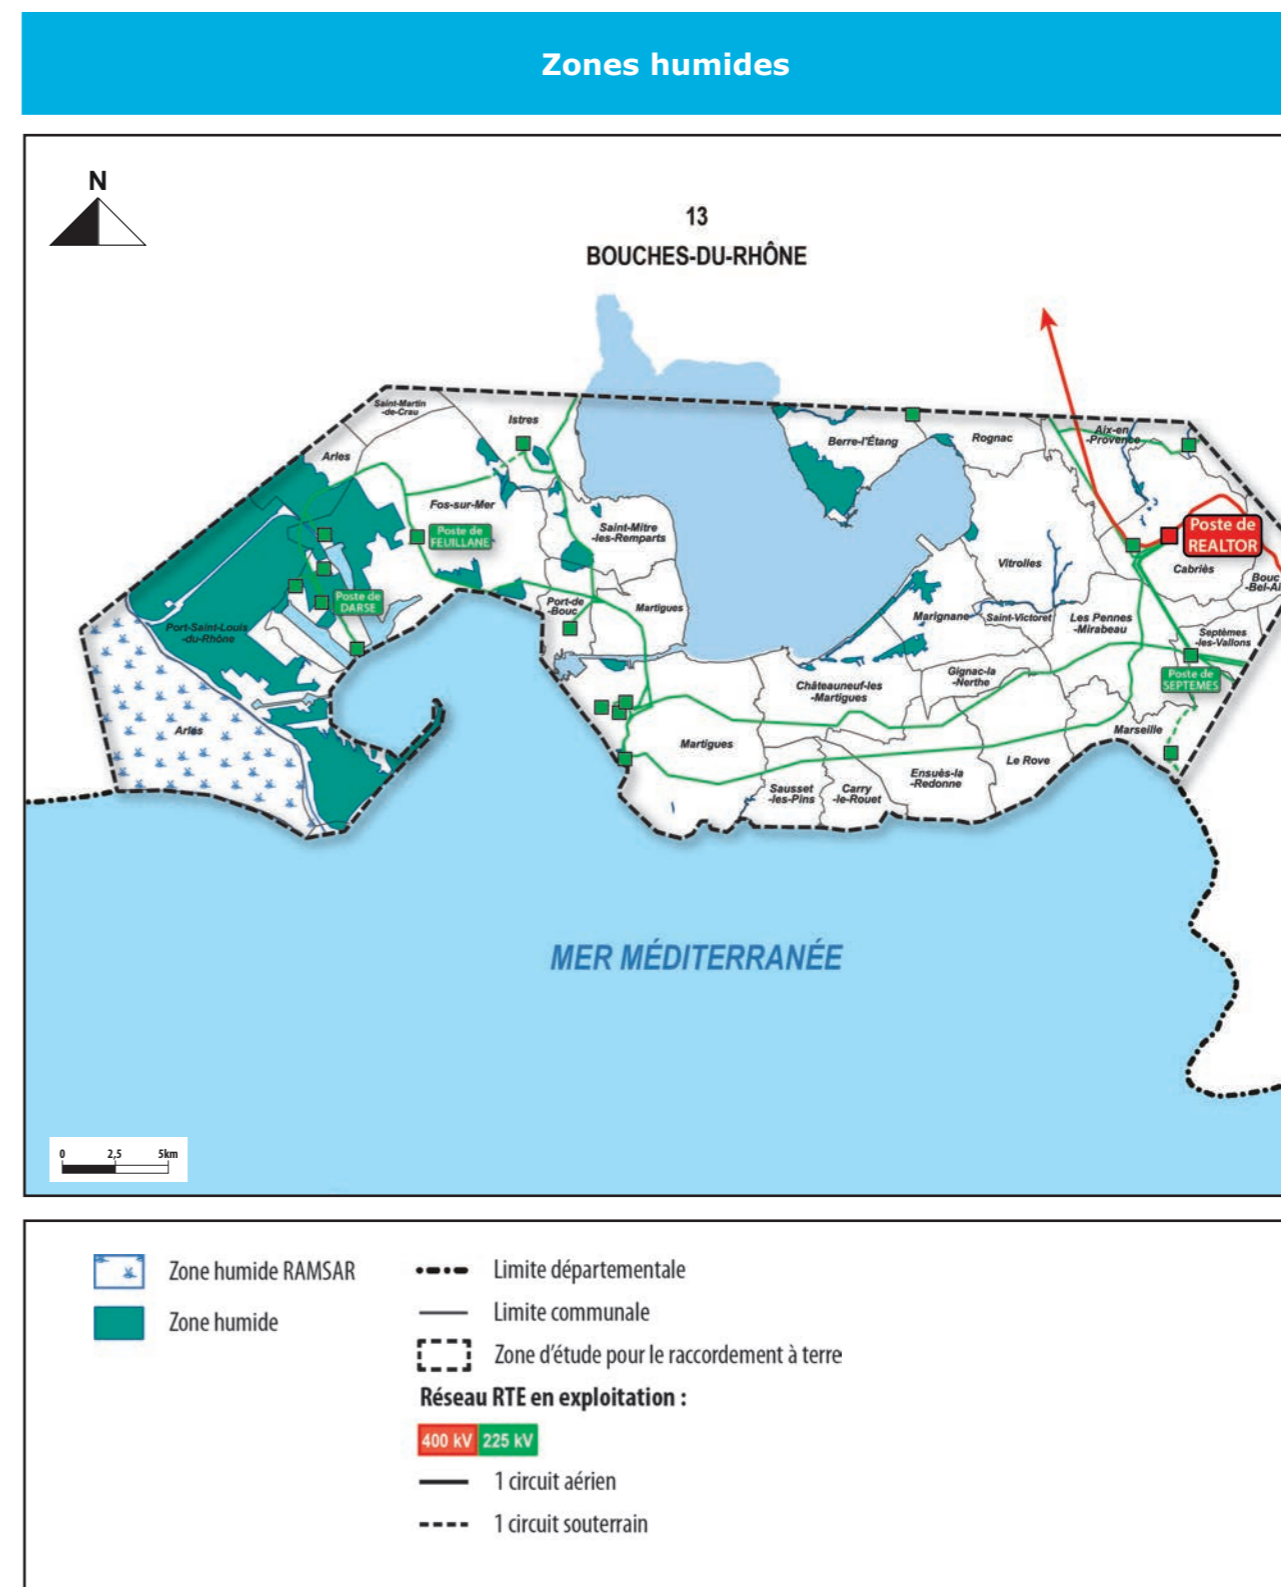 Zones humides
N
13
BOUCHES-DU-RHÔNE
Saint-Martin
-de-Crau
Istres
Arles
Berre-l'Étang
Rognac
Aix-en
-Provence
Fos-sur-Mer
Poste de
FEUILLANE
Saint-Mitre
-les-Remparts
Poste de
REALTOR
Vitrolles
Cabriès
Bouc
-Bel-Ai
Poste de
DARSE
Port-de
-Bouc
Martigues
Marignane
Saint-Victoret
Les Pennes
-Mirabeau
Port-Saint-Louis
-du-Rhône
Septèmes
-les-Vallons
Gignac-la
-Nerthe
Poste de
SEPTEMES
Châteauneuf-les
-Martigues
Arles
Martigues
Marseille
Le Rove
Ensuès-la
-Redonne
Sausset
-les-Pins
Carry
-le-Rouet
MER MÉDITERRANÉE
0 2,5 5km
Zone humide RAMSAR
Zone humide
Limite départementale
Limite communale
Zone d'étude pour le raccordement à terre
Réseau RTE en exploitation :
400 kV 225 kV
1 circuit aérien
1 circuit souterrain